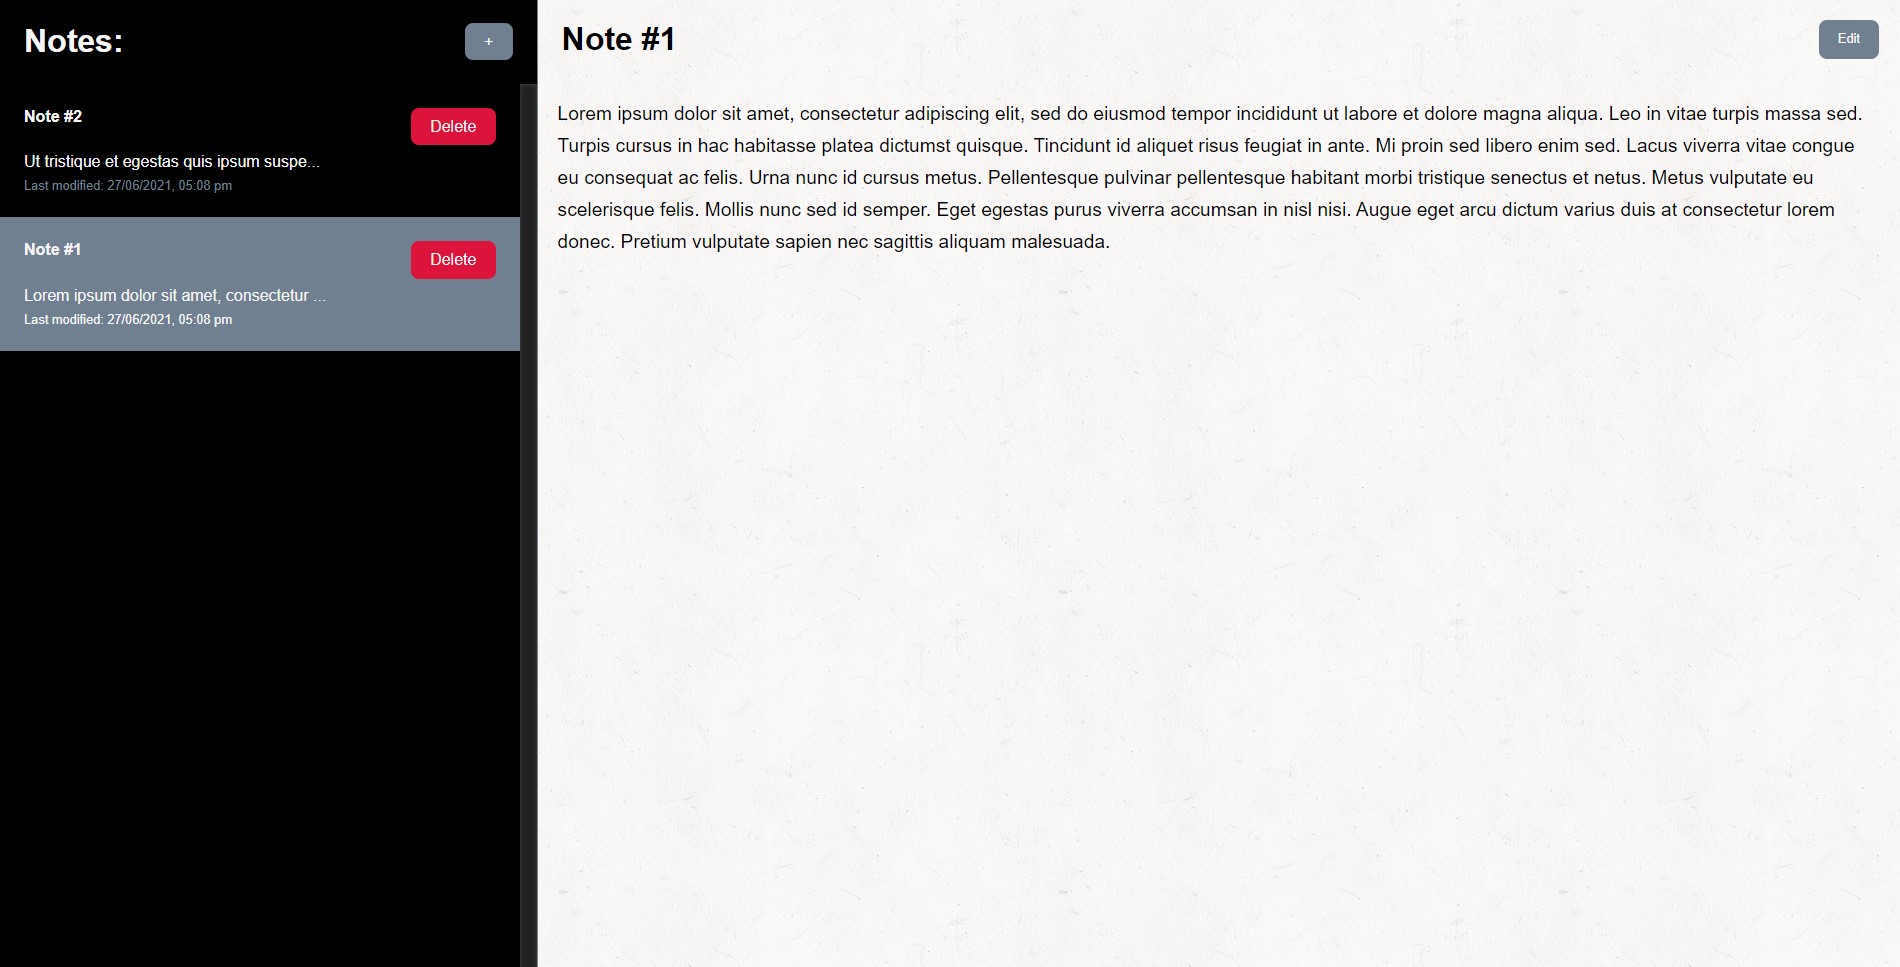 Notes:
+
Note #2
Delete
Ut tristique et egestas quis ipsum suspe...
Last modified: 27/06/2021, 05:08 pm
Note #1
Delete
Lorem ipsum dolor sit amet, consectetur ...
Last modified: 27/06/2021, 05:08 pm
Note #1
Edit
Lorem ipsum dolor sit amet, consectetur adipiscing elit, sed do eiusmod tempor incididunt ut labore et dolore magna aliqua. Leo in vitae turpis massa sed.
Turpis cursus in hac habitasse platea dictumst quisque. Tincidunt id aliquet risus feugiat in ante. Mi proin sed libero enim sed. Lacus viverra vitae congue
eu consequat ac felis. Urna nunc id cursus metus. Pellentesque pulvinar pellentesque habitant morbi tristique senectus et netus. Metus vulputate eu
scelerisque felis. Mollis nunc sed id semper. Eget egestas purus viverra accumsan in nisl nisi. Augue eget arcu dictum varius duis at consectetur lorem
donec. Pretium vulputate sapien nec sagittis aliquam malesuada.